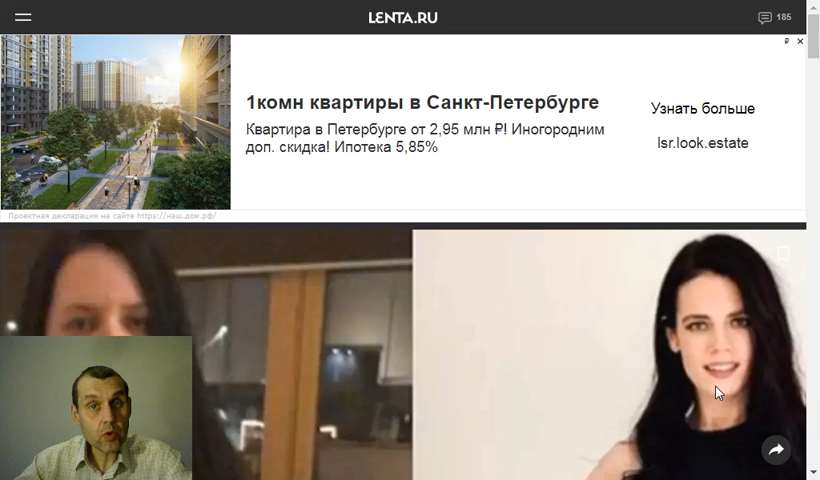 LENTA.RU
185
1комн квартиры в Санкт-Петербурге
Квартира в Петербурге от 2,95 млн ₽! Иногородним
доп. скидка! Ипотека 5,85%
Узнать больше
lsr.look.estate
Проектная декларация на сайте https://наш.дом.рф/